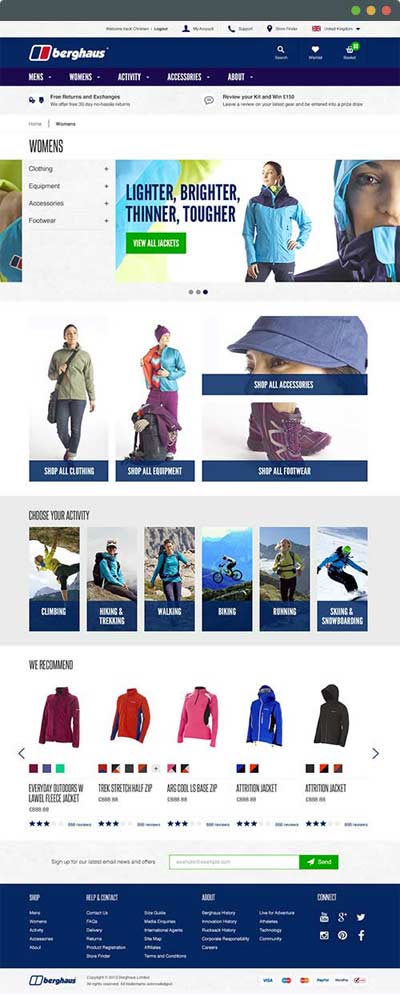 Welcome back Christian | Logout My Account Support Store Finder United Kingdom
berghaus
Search Wishlist Basket
MENS WOMENS ACTIVITY ACCESSORIES ABOUT
Free Returns and Exchanges
We offer free 30 day no-hassle returns
Review your Kit and Win £150
Leave a review on your latest gear and be entered into a prize draw
Home | Womens
WOMENS
Clothing +
Equipment +
Accessories +
Footwear +
LIGHTER, BRIGHTER,
THINNER, TOUGHER
VIEW ALL JACKETS
SHOP ALL CLOTHING
SHOP ALL EQUIPMENT
SHOP ALL ACCESSORIES
SHOP ALL FOOTWEAR
CHOOSE YOUR ACTIVITY
CLIMBING
HIKING &
TREKKING
WALKING
BIKING
RUNNING
SKIING &
SNOWBOARDING
WE RECOMMEND
EVERYDAY OUTDOORS W
LAWEL FLEECE JACKET
£888.88
888 reviews
TREK STRETCH HALF ZIP
£888.88
888 reviews
ARG COOL LS BASE ZIP
£888.88
888 reviews
ATTRITION JACKET
£888.88
888 reviews
ATTRITION JACKET
£888.88
888 reviews
Sign up for our latest email news and offers
example@example.com
Send
SHOP
Mens
Womens
Activity
Accessories
About
HELP & CONTACT
Contact Us
FAQs
Delivery
Returns
Product Registration
Store Finder
Site Guide
Media Enquiries
International Agents
Site Map
Affiliates
Terms and Conditions
ABOUT
Berghaus History
Innovation History
Rucksack History
Corporate Responsibility
Careers
Live for Adventure
Athletes
Technology
Community
CONNECT
berghaus
Copyright © 2013 Berghaus Limited
All rights reserved. All trademarks acknowledged.
VISA PayPal WorldPay